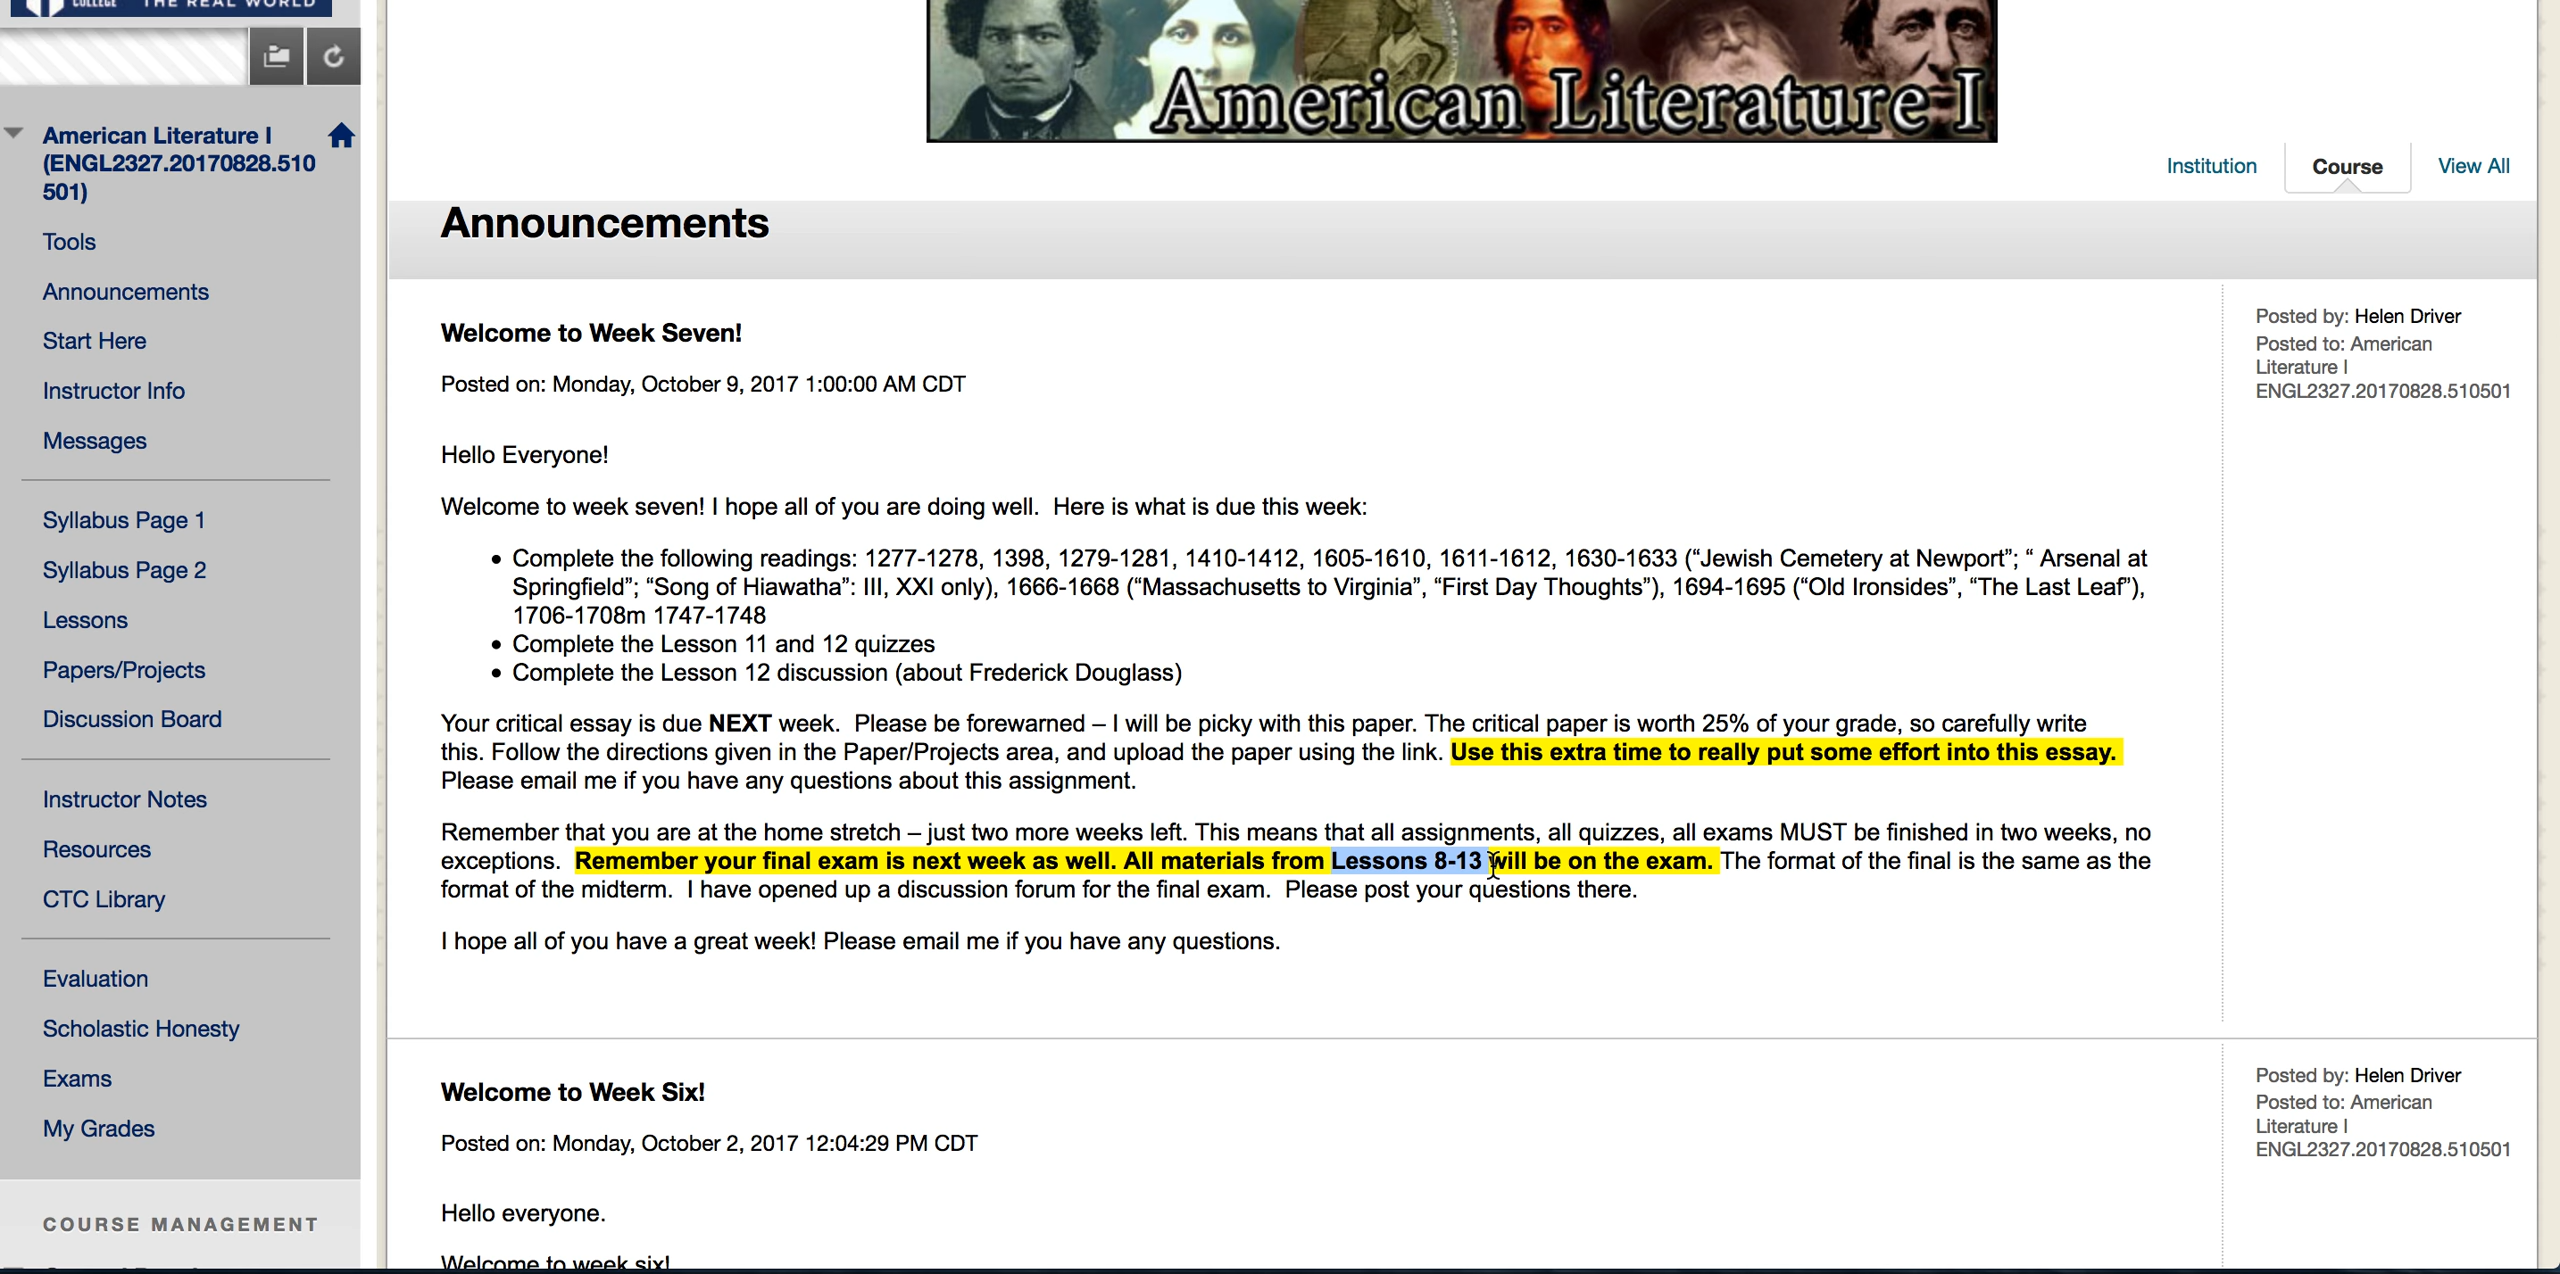 COLLEGE THE REAL WORLD
American Literature I
(ENGL2327.20170828.510
501)
Tools
Announcements
Start Here
Instructor Info
Messages
Syllabus Page 1
Syllabus Page 2
Lessons
Papers/Projects
Discussion Board
Instructor Notes
Resources
CTC Library
Evaluation
Scholastic Honesty
Exams
My Grades
COURSE MANAGEMENT
American Literature I
Institution Course View All
Announcements
Welcome to Week Seven!
Posted on: Monday, October 9, 2017 1:00:00 AM CDT
Hello Everyone!
Welcome to week seven! I hope all of you are doing well.  Here is what is due this week:
• Complete the following readings: 1277-1278, 1398, 1279-1281, 1410-1412, 1605-1610, 1611-1612, 1630-1633 (“Jewish Cemetery at Newport”; “ Arsenal at
Springfield”; “Song of Hiawatha”: III, XXI only), 1666-1668 (“Massachusetts to Virginia”, “First Day Thoughts”), 1694-1695 (“Old Ironsides”, “The Last Leaf”),
1706-1708m 1747-1748
• Complete the Lesson 11 and 12 quizzes
• Complete the Lesson 12 discussion (about Frederick Douglass)
Your critical essay is due NEXT week.  Please be forewarned – I will be picky with this paper. The critical paper is worth 25% of your grade, so carefully write
this. Follow the directions given in the Paper/Projects area, and upload the paper using the link. Use this extra time to really put some effort into this essay.
Please email me if you have any questions about this assignment.
Remember that you are at the home stretch – just two more weeks left. This means that all assignments, all quizzes, all exams MUST be finished in two weeks, no
exceptions.  Remember your final exam is next week as well. All materials from Lessons 8-13 will be on the exam. The format of the final is the same as the
format of the midterm.  I have opened up a discussion forum for the final exam.  Please post your questions there.
I hope all of you have a great week! Please email me if you have any questions.
Posted by: Helen Driver
Posted to: American
Literature I
ENGL2327.20170828.510501
Welcome to Week Six!
Posted on: Monday, October 2, 2017 12:04:29 PM CDT
Hello everyone.
Welcome to week six!
Posted by: Helen Driver
Posted to: American
Literature I
ENGL2327.20170828.510501